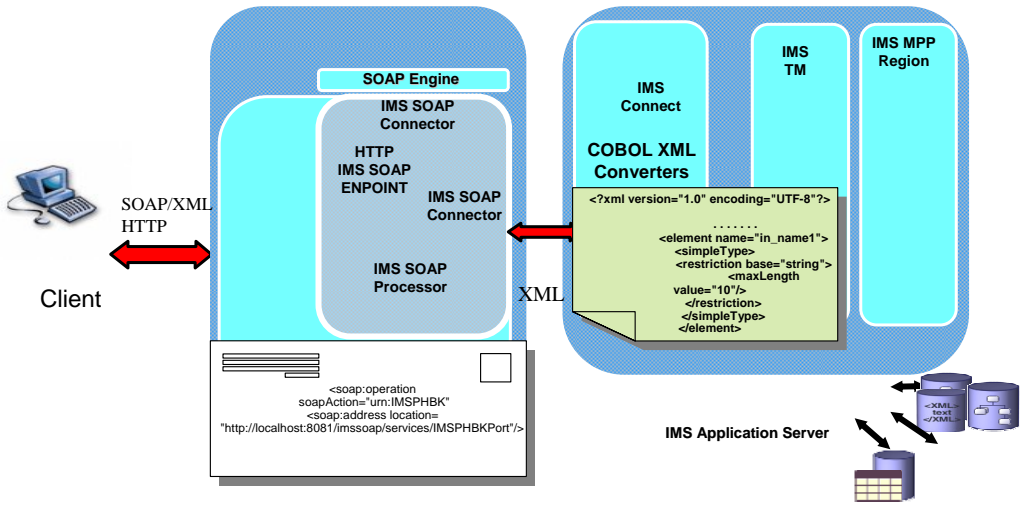 SOAP/XML
HTTP
Client
SOAP Engine
IMS SOAP
Connector
HTTP
IMS SOAP
ENPOINT
IMS SOAP
Connector
IMS SOAP
Processor
<soap:operation
soapAction="urn:IMSPHBK"
<soap:address location=
"http://localhost:8081/imssoap/services/IMSPHBKPort"/>
XML
IMS
Connect
COBOL XML
Converters
<?xml version="1.0" encoding="UTF-8"?>
. . . . . . .
<element name="in_name1">
<simpleType>
<restriction base="string">
<maxLength
value="10"/>
</restriction>
</simpleType>
</element>
IMS
TM
IMS MPP
Region
IMS Application Server
<XML>
text
</XML>